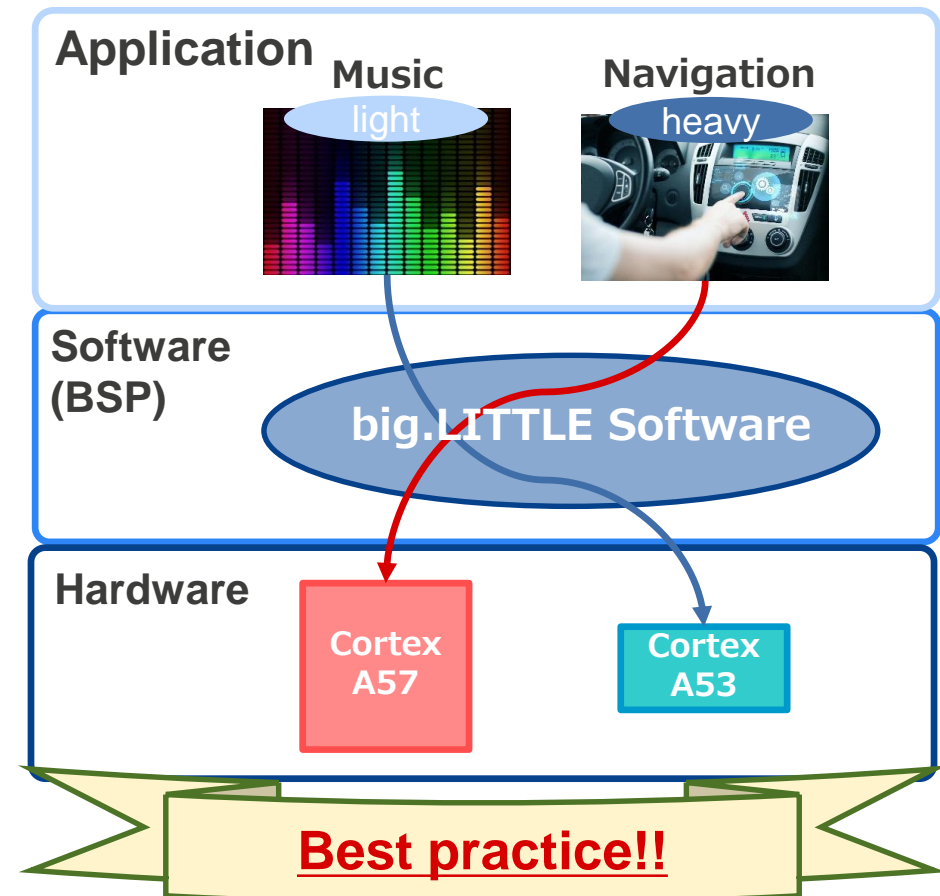 Application
Music
Navigation
light
heavy
Software
(BSP)
big.LITTLE Software
Hardware
Cortex
A57
Cortex
A53
Best practice!!